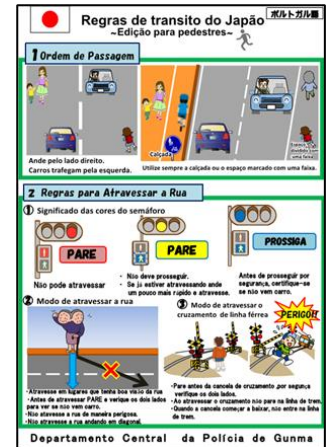 ポルトガル語
Regras de transito do Japão
~Edição para pedestres~
1 Ordem de Passagem
Calçada
Ande pelo lado direito.
Carros trafegam pela esquerda.
Utilize sempre a calçada ou o espaço marcado com uma faixa.
2 Regras para Atravessar a Rua
① Significado das cores do semáforo
PARE
PARE
PROSSIGA
Não pode atravessar
・Não deve prosseguir.
・Se já estiver atravessando ande um pouco mais rapido e atravesse.
Antes de prosseguir por segurança, certifique-se se não vem carro.
② Modo de atravessar a rua
③ Modo de atravessar o
cruzamento de linha férrea
PERIGO!!
・Atravesse em lugares que tenha boa visão da rua
・Antes de atravessar PARE e verique os dois lados
para ver se não vem carro.
・Não atravesse a rua de maneira perigosa.
・Não atravesse a rua andando em diagonal
・Pare antes da cancela de cruzamento ,por segurança
verifique os dois lados.
・Ao atravessar o cruzamento não pare na linha de trem.
・Quando a cancela começar a baixar, não entre na linha
de trem.
Departamento Central da Polícia de Gunma